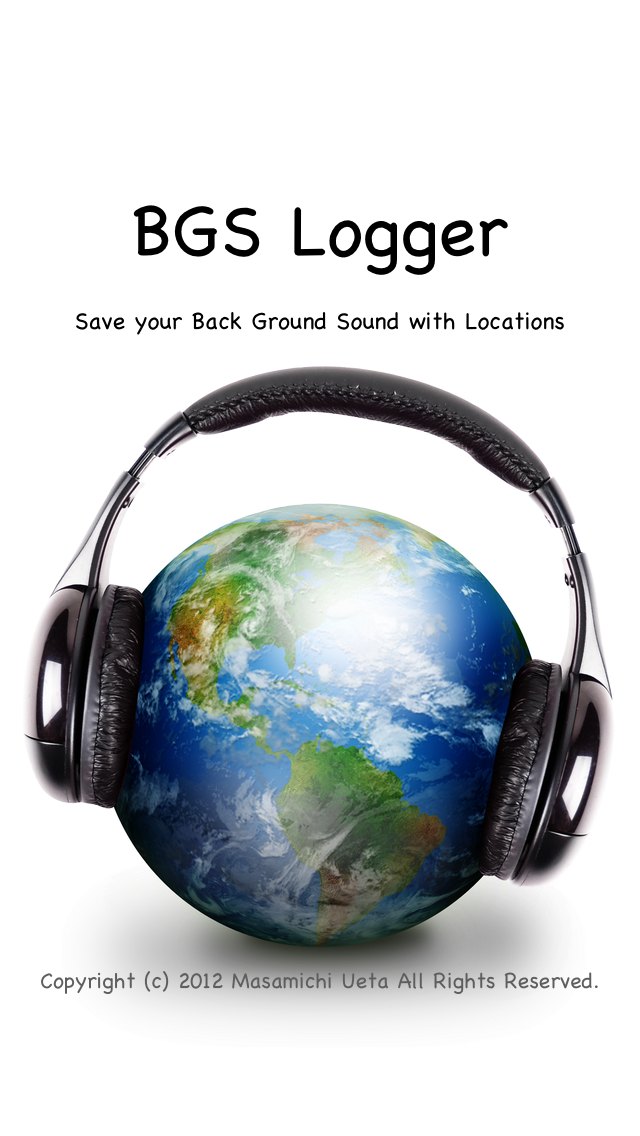 BGS Logger
Save your Back Ground Sound with Locations
Copyright (c) 2012 Masamichi Ueta All Rights Reserved.